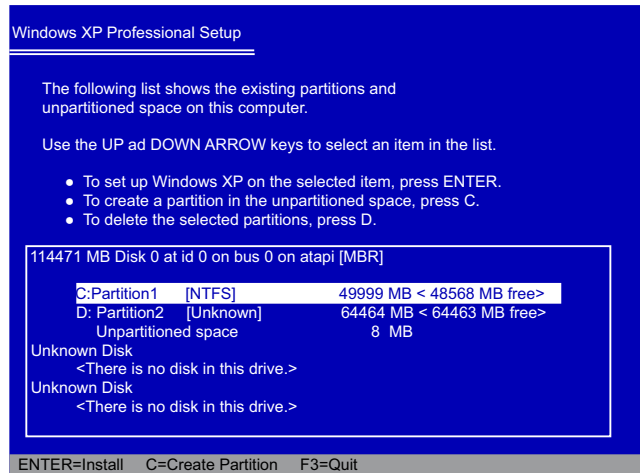 Windows XP Professional Setup
The following list shows the existing partitions and
unpartitioned space on this computer.
Use the UP ad DOWN ARROW keys to select an item in the list.
● To set up Windows XP on the selected item, press ENTER.
● To create a partition in the unpartitioned space, press C.
● To delete the selected partitions, press D.
114471 MB Disk 0 at id 0 on bus 0 on atapi [MBR]
C:Partition1 [NTFS] 49999 MB < 48568 MB free>
D: Partition2 [Unknown] 64464 MB < 64463 MB free>
Unpartitioned space 8 MB
Unknown Disk
<There is no disk in this drive.>
Unknown Disk
<There is no disk in this drive.>
ENTER=Install C=Create Partition F3=Quit